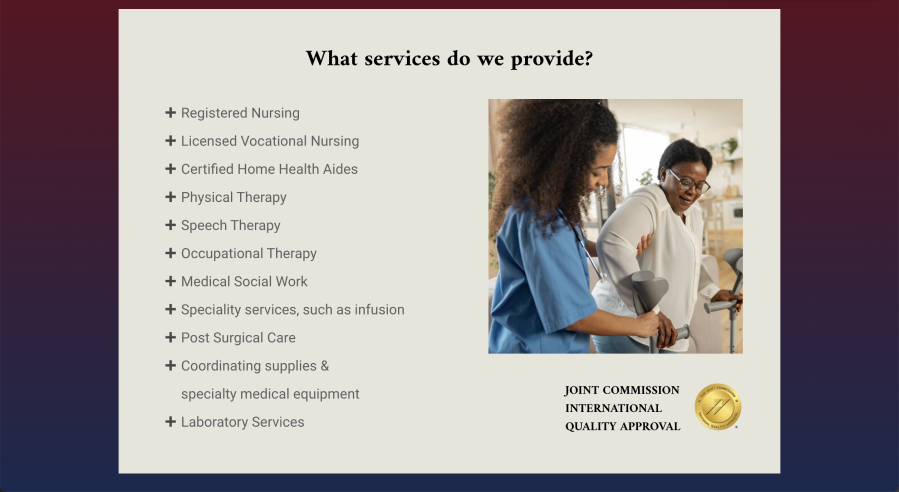 What services do we provide?
Registered Nursing
Licensed Vocational Nursing
Certified Home Health Aides
Physical Therapy
Speech Therapy
Occupational Therapy
Medical Social Work
Speciality services, such as infusion
Post Surgical Care
Coordinating supplies &
specialty medical equipment
Laboratory Services
JOINT COMMISSION
INTERNATIONAL
QUALITY APPROVAL